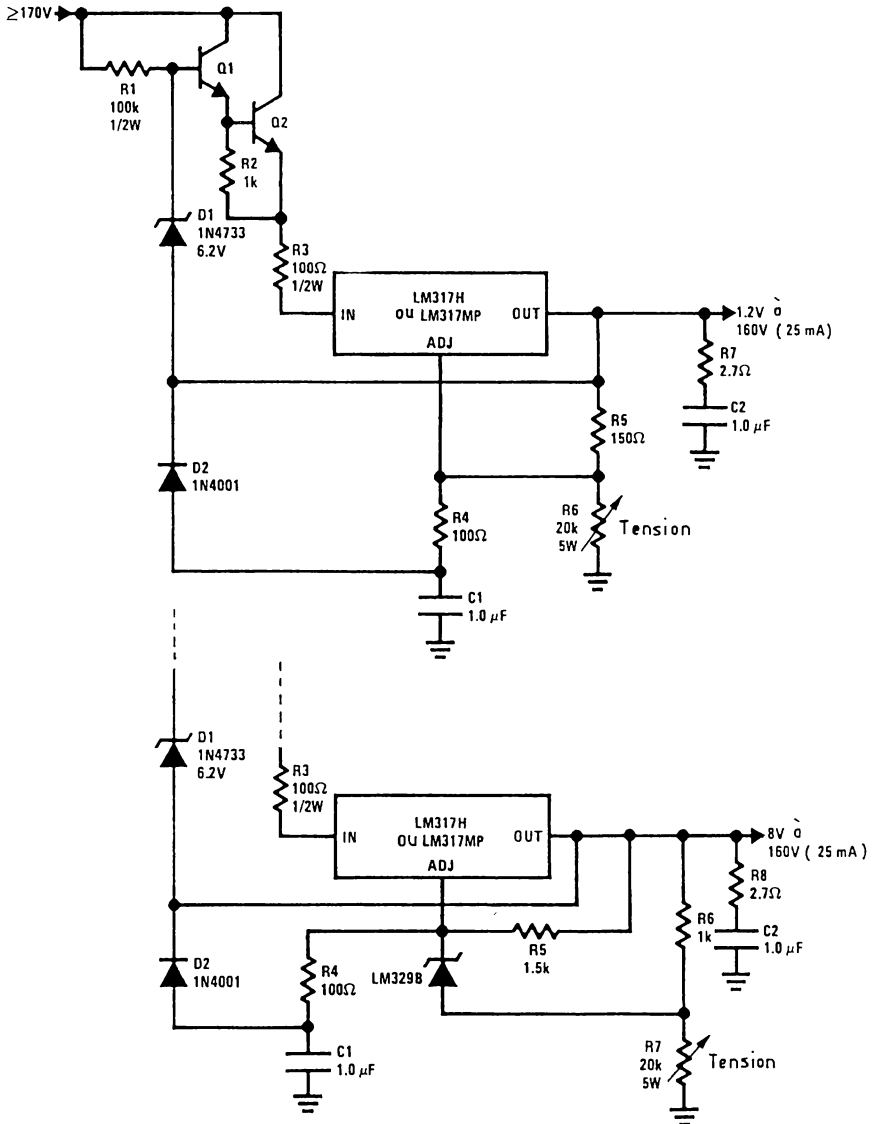 ≥170V
R1
100k
1/2W
Q1
Q2
R2
1k
D1
1N4733
6.2V
R3
100Ω
1/2W
LM317H
ou LM317MP
IN
OUT
ADJ
1.2V à
160V (25 mA)
R7
2.7Ω
C2
1.0 μF
R5
150Ω
D2
1N4001
R4
100Ω
R6
20k
5W
Tension
C1
1.0 μF
D1
1N4733
6.2V
R3
100Ω
1/2W
LM317H
OU LM317MP
IN
OUT
ADJ
8V à
160V (25 mA)
R8
2.7Ω
R6
1k
C2
1.0 μF
R5
1.5k
D2
1N4001
R4
100Ω
LM329B
C1
1.0 μF
R7
20k
5W
Tension